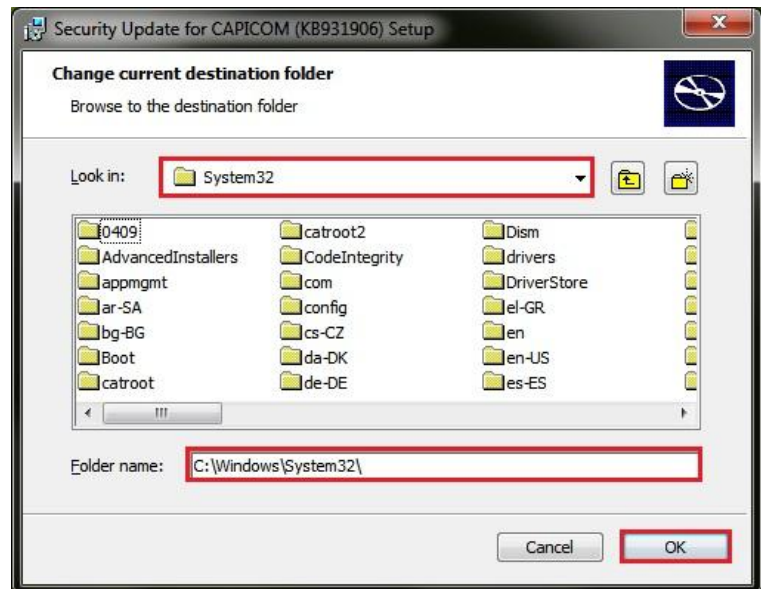 Security Update for CAPICOM (KB931906) Setup
Change current destination folder
Browse to the destination folder
Look in:
System32
0409
catroot2
Dism
AdvancedInstallers
CodeIntegrity
drivers
appmgmt
com
DriverStore
ar-SA
config
el-GR
bg-BG
cs-CZ
en
Boot
da-DK
en-US
catroot
de-DE
es-ES
Folder name:
C:\Windows\System32\
Cancel
OK